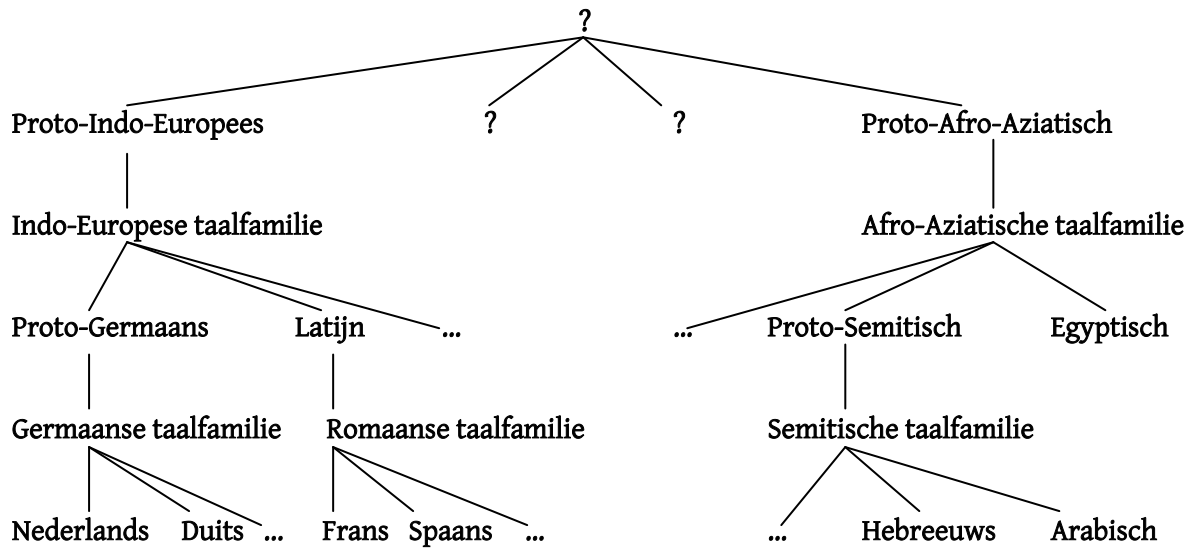 ?
Proto-Indo-Europees ? ? Proto-Afro-Aziatisch
Indo-Europese taalfamilie Afro-Aziatische taalfamilie
Proto-Germaans Latijn ... ... Proto-Semitisch Egyptisch
Germaanse taalfamilie Romaanse taalfamilie Semitische taalfamilie
Nederlands Duits ... Frans Spaans ... ... Hebreeuws Arabisch